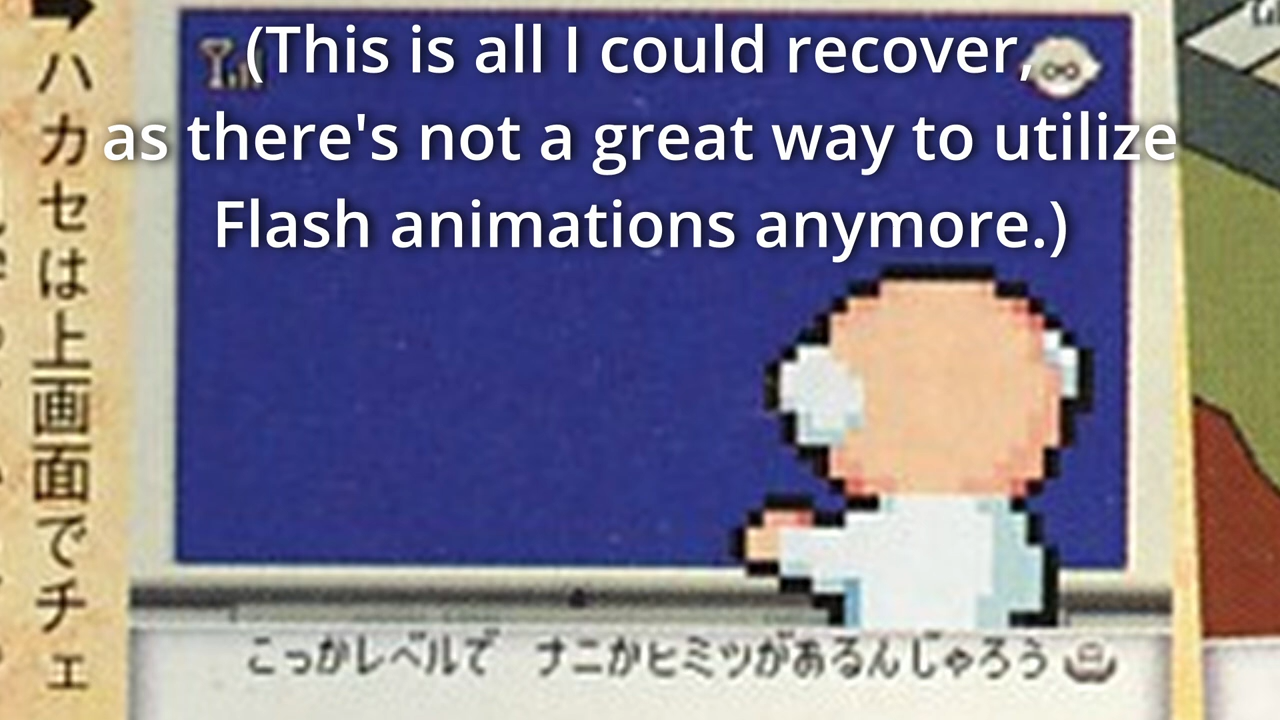 (This is all I could recover,
as there's not a great way to utilize
Flash animations anymore.)
➡ハカセは上画面でチェ
こっかレベルで ナニかヒミツがあるんじゃろう